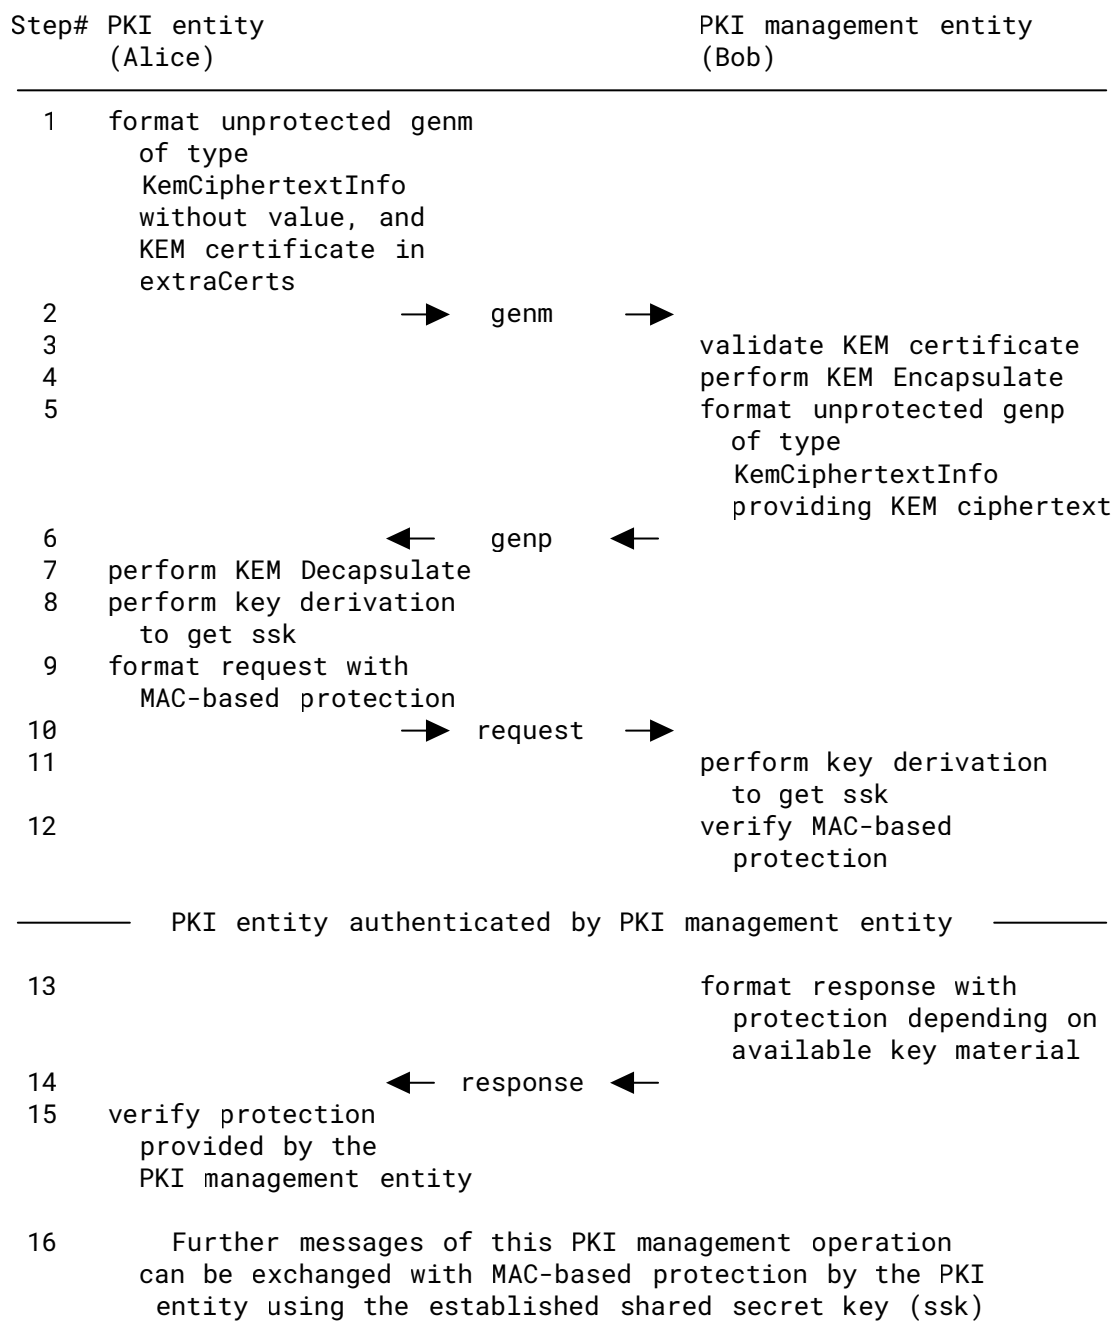 Step# PKI entity PKI management entity
(Alice) (Bob)
1 format unprotected genm
of type
KemCiphertextInfo
without value, and
KEM certificate in
extraCerts
2 genm
3 validate KEM certificate
4 perform KEM Encapsulate
5 format unprotected genp
of type
KemCiphertextInfo
providing KEM ciphertext
6 genp
7 perform KEM Decapsulate
8 perform key derivation
to get ssk
9 format request with
MAC-based protection
10 request
11 perform key derivation
to get ssk
12 verify MAC-based
protection
PKI entity authenticated by PKI management entity
13 format response with
protection depending on
available key material
14 response
15 verify protection
provided by the
PKI management entity
16 Further messages of this PKI management operation
can be exchanged with MAC-based protection by the PKI
entity using the established shared secret key (ssk)